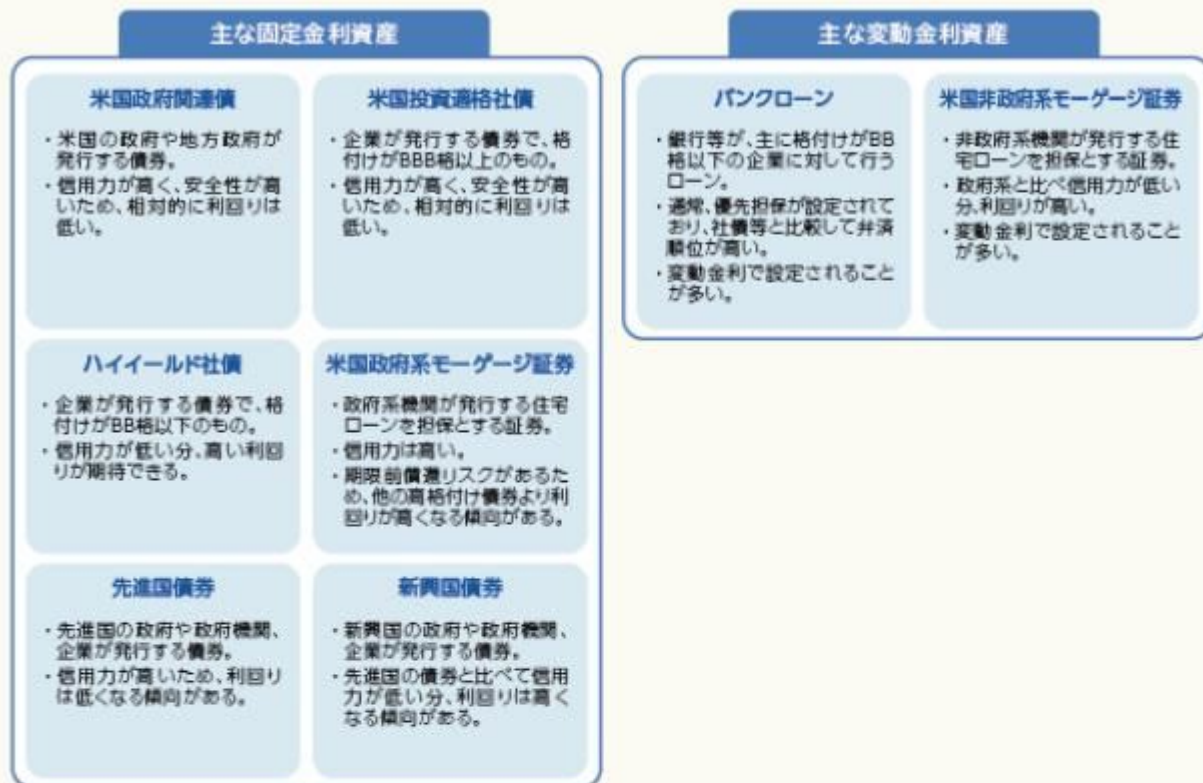 主な固定金利資産
米国政府関連債
・米国の政府や地方政府が
発行する債券。
・信用力が高く、安全性が高
いため、相対的に利回りは
低い。
米国投資適格社債
・企業が発行する債券で、格
付けがBBB格以上のもの。
・信用力が高く、安全性が高
いため、相対的に利回りは
低い。
ハイイールド社債
・企業が発行する債券で、格
付けがBB格以下のもの。
・信用力が低い分、高い利回
りが期待できる。
米国政府系モーゲージ証券
・政府系機関が発行する住宅
ローンを担保とする証券。
・信用力は高い。
・期限前償還リスクがあるた
め、他の高格付け債券より利
回りが高くなる傾向がある。
先進国債券
・先進国の政府や政府機関、
企業が発行する債券。
・信用力が高いため、利回り
は低くなる傾向がある。
新興国債券
・新興国の政府や政府機関、
企業が発行する債券。
・先進国の債券と比べて信用
力が低い分、利回りは高く
なる傾向がある。
主な変動金利資産
バンクローン
・銀行等が、主に格付けがBB
格以下の企業に対して行う
ローン。
・通常、優先担保が設定されて
おり、社債等と比較して弁済
順位が高い。
・変動金利で設定されること
が多い。
米国非政府系モーゲージ証券
・非政府系機関が発行する住
宅ローンを担保とする証券。
・政府系と比べ信用力が低い
分、利回りが高い。
・変動金利で設定されること
が多い。